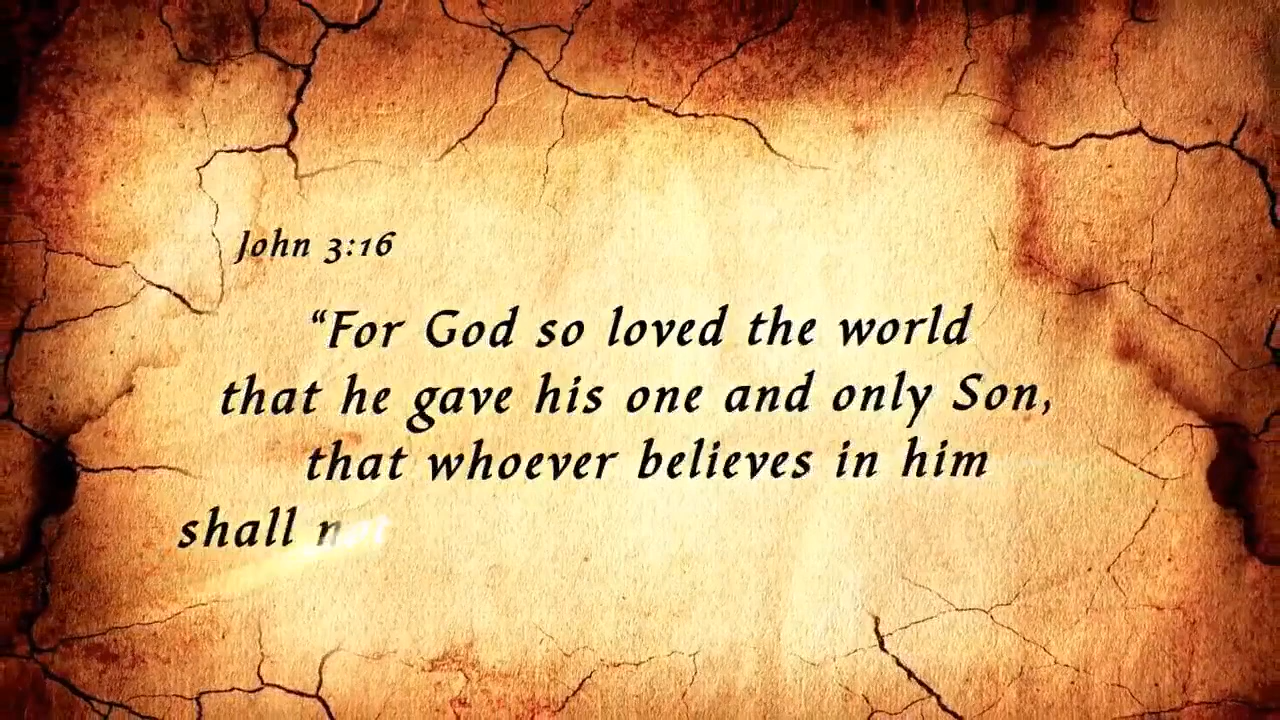 John 3:16
“For God so loved the world
that he gave his one and only Son,
that whoever believes in him
shall not